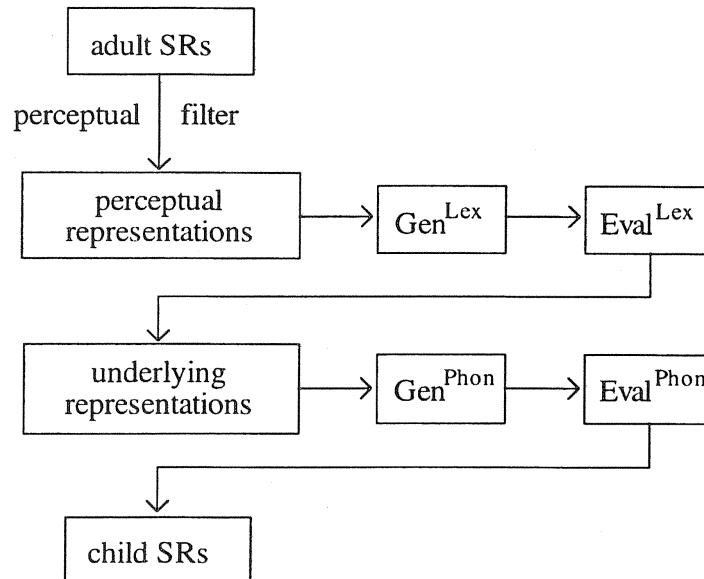 adult SRs
perceptual filter
perceptual
representations
Gen^Lex
Eval^Lex
underlying
representations
Gen^Phon
Eval^Phon
child SRs